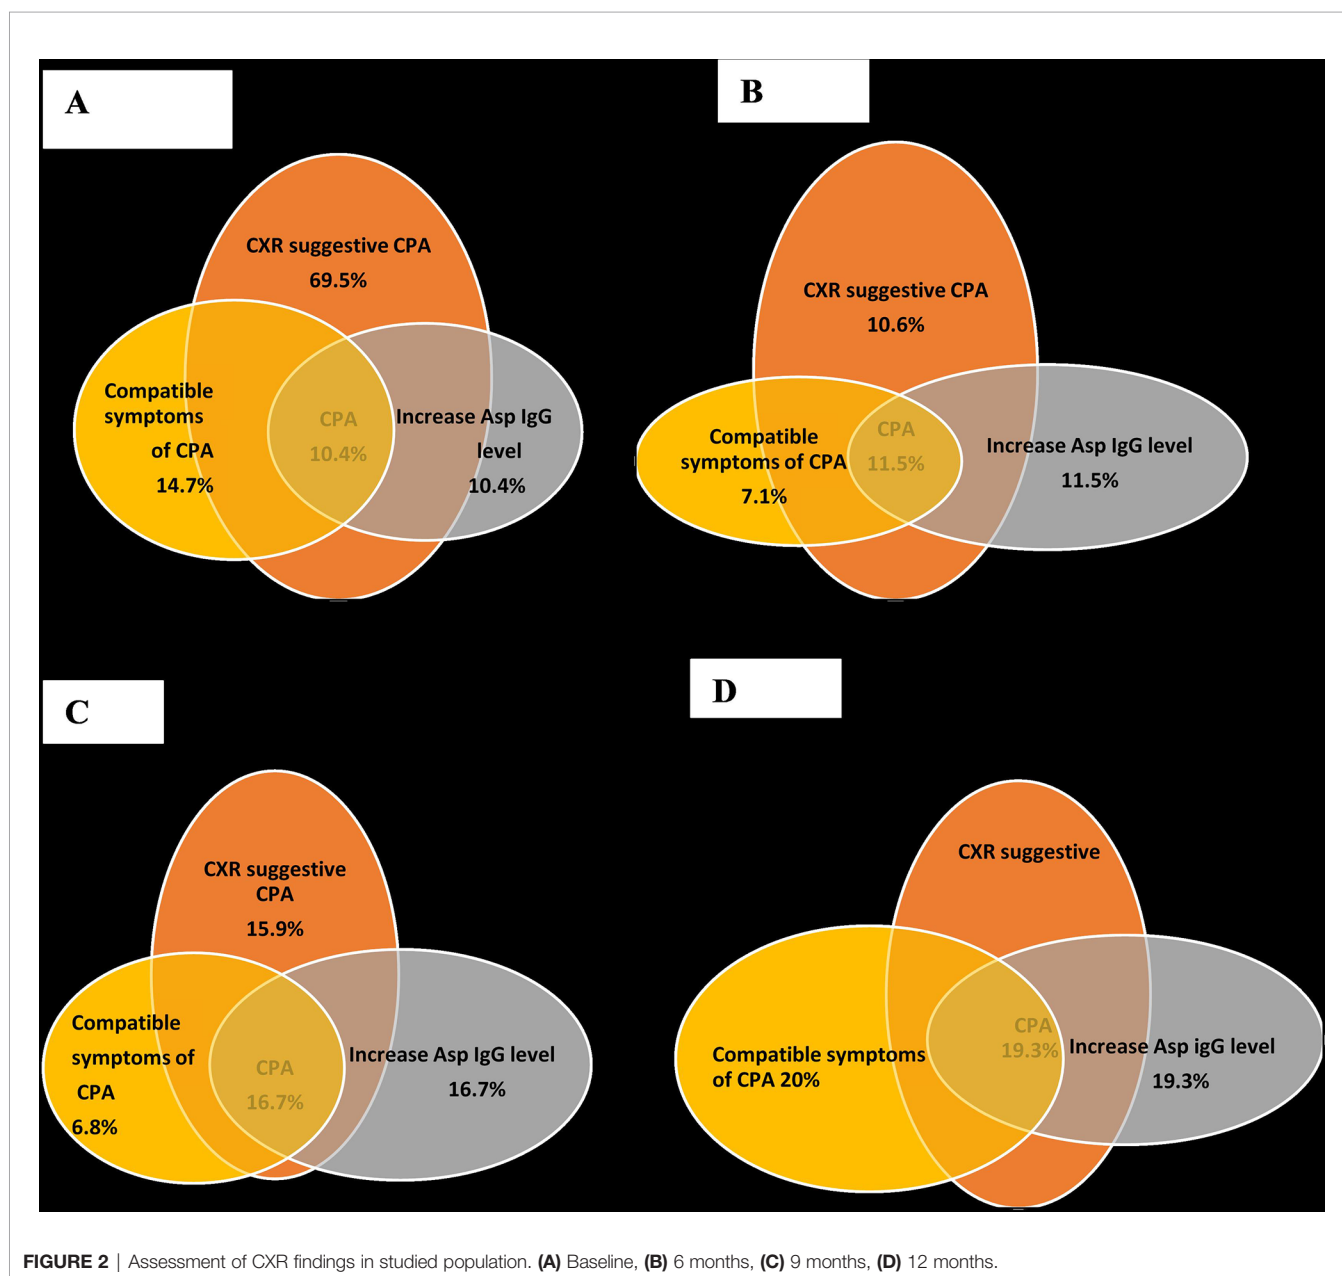 A
CXR suggestive CPA
69.5%
Compatible
symptoms
of CPA
14.7%
CPA
10.4%
Increase Asp IgG
level
10.4%
B
CXR suggestive CPA
10.6%
Compatible
symptoms of CPA
7.1%
CPA
11.5%
Increase Asp IgG level
11.5%
C
CXR suggestive
CPA
15.9%
Compatible
symptoms of
CPA
6.8%
CPA
16.7%
Increase Asp IgG level
16.7%
D
CXR suggestive
Compatible symptoms
of CPA 20%
CPA
19.3%
Increase Asp igG level
19.3%
FIGURE 2 | Assessment of CXR findings in studied population. (A) Baseline, (B) 6 months, (C) 9 months, (D) 12 months.